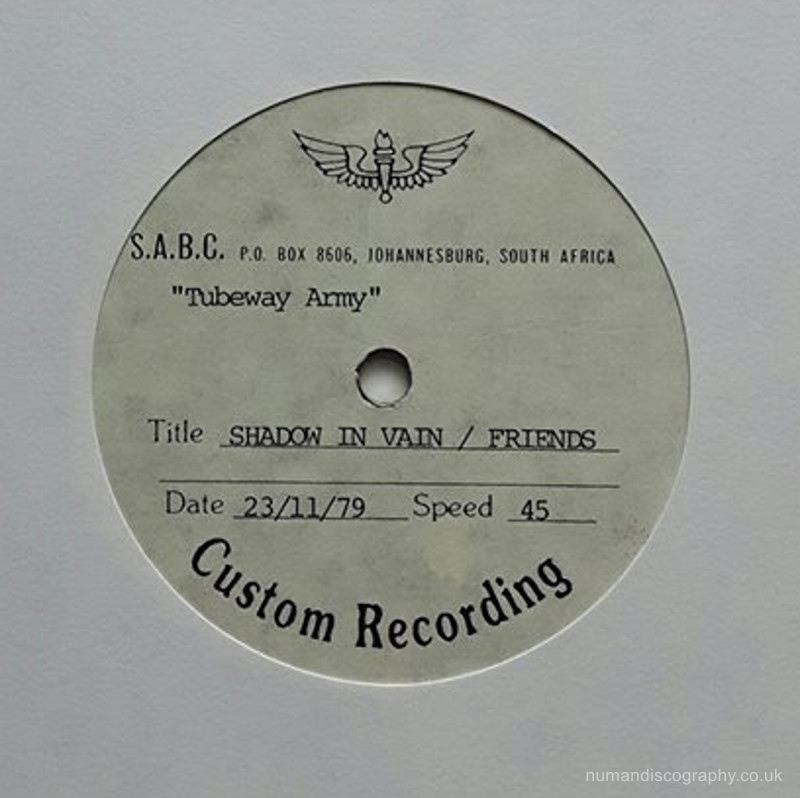 S.A.B.C. P.O. BOX 8606, JOHANNESBURG, SOUTH AFRICA
"Tubeway Army"
Title SHADOW IN VAIN / FRIENDS
Date 23/11/79 Speed 45
Custom Recording
numandiscography.co.uk